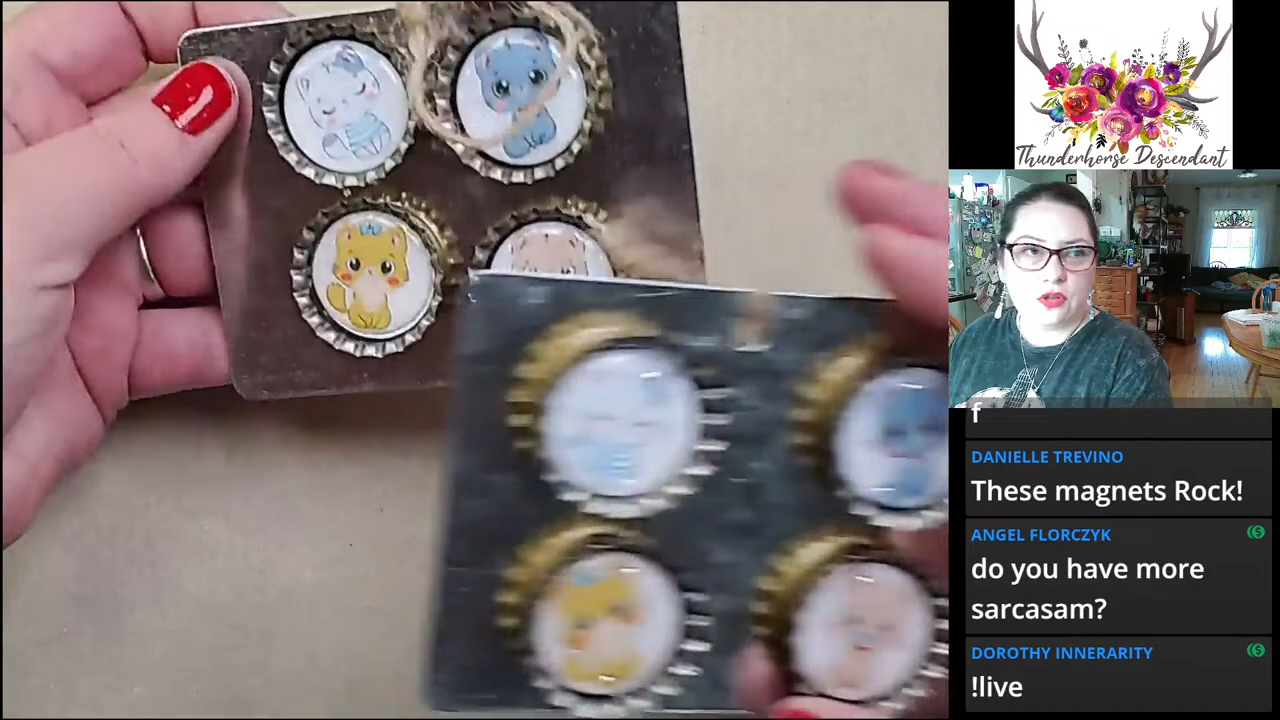 Thunderhorse Descendant
f
DANIELLE TREVINO
These magnets Rock!
ANGEL FLORCZYK
do you have more
sarcasam?
DOROTHY INNERARITY
!live